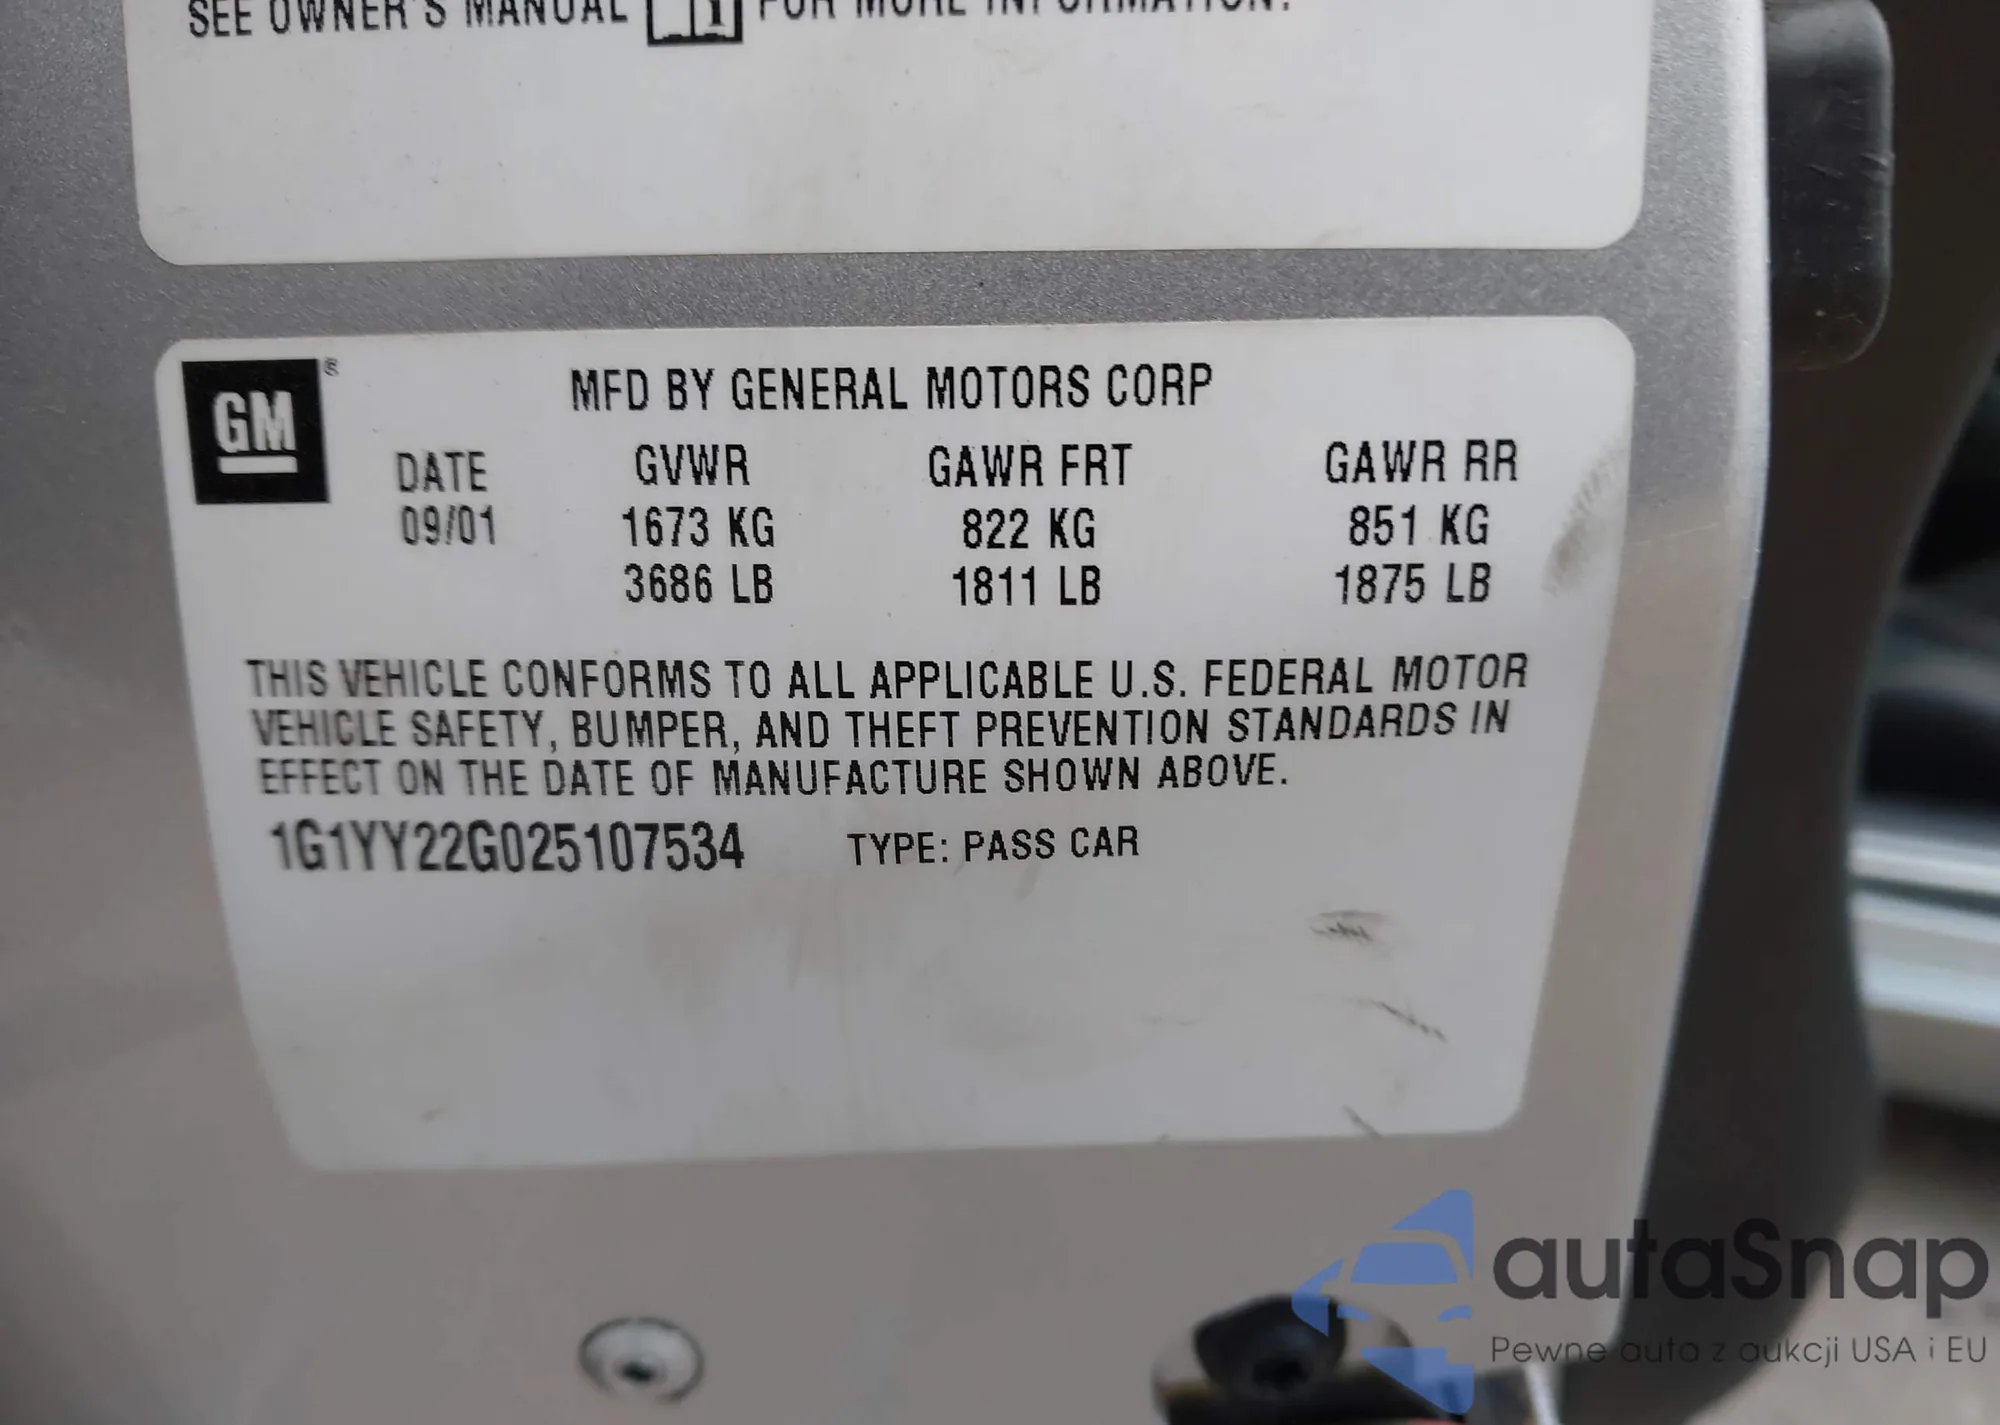 SEE OWNER'S MANUAL FOR MORE INFORMATION.
GM ®
MFD BY GENERAL MOTORS CORP
DATE GVWR GAWR FRT GAWR RR
09/01 1673 KG 822 KG 851 KG
3686 LB 1811 LB 1875 LB
THIS VEHICLE CONFORMS TO ALL APPLICABLE U.S. FEDERAL MOTOR
VEHICLE SAFETY, BUMPER, AND THEFT PREVENTION STANDARDS IN
EFFECT ON THE DATE OF MANUFACTURE SHOWN ABOVE.
1G1YY22G025107534 TYPE: PASS CAR
autaSnap
Pewne auta z aukcji USA i EU